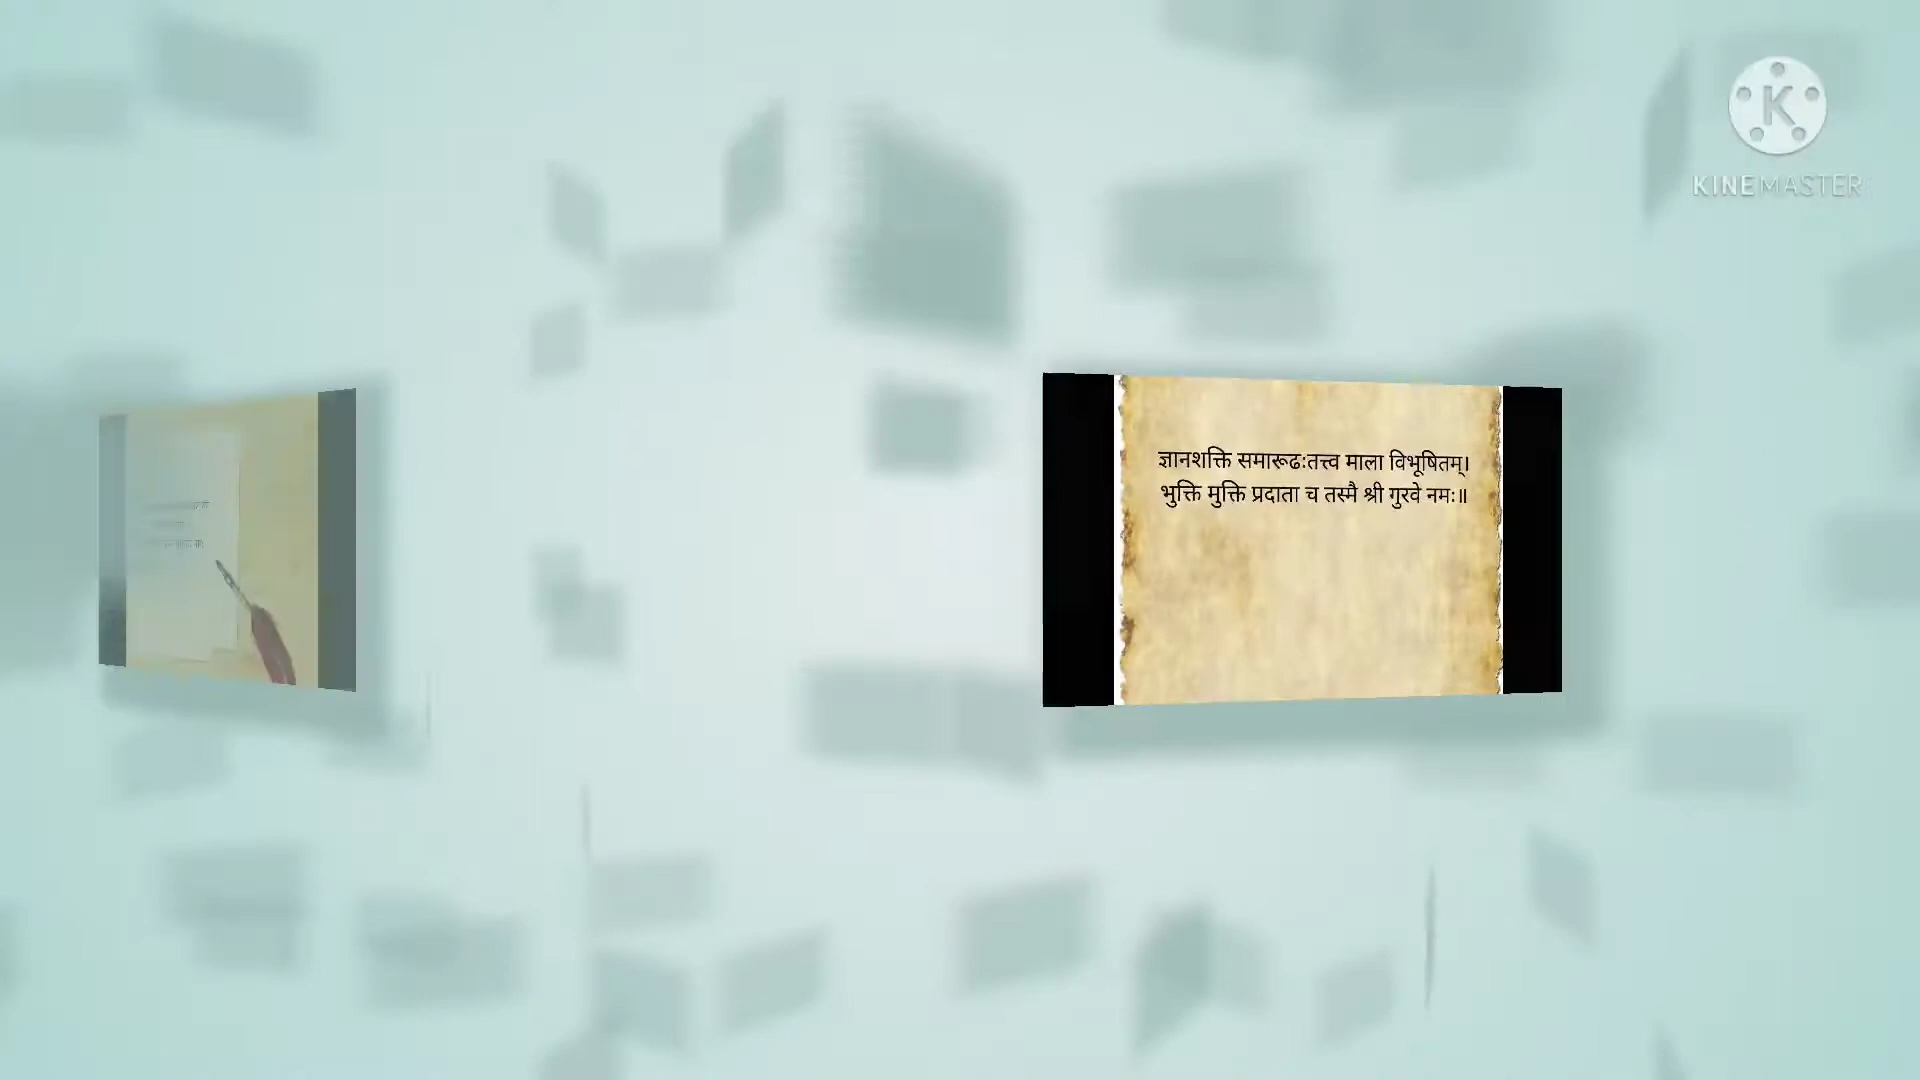 KINEMASTER
ज्ञानशक्ति समारूढःतत्त्व माला विभूषितम्।
भुक्ति मुक्ति प्रदाता च तस्मै श्री गुरवे नमः॥